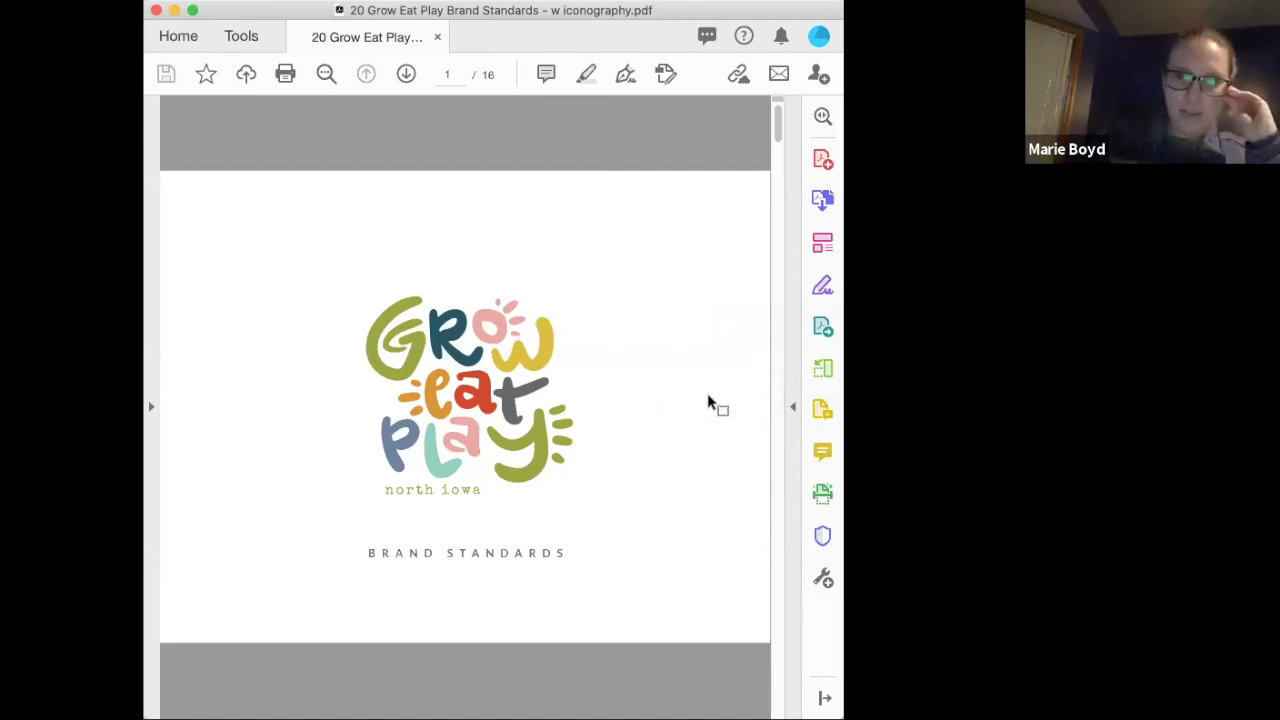 20 Grow Eat Play Brand Standards - w iconography.pdf
Home
Tools
20 Grow Eat Play...
1 / 16
Marie Boyd
Grow
eat
play
north iowa
BRAND STANDARDS